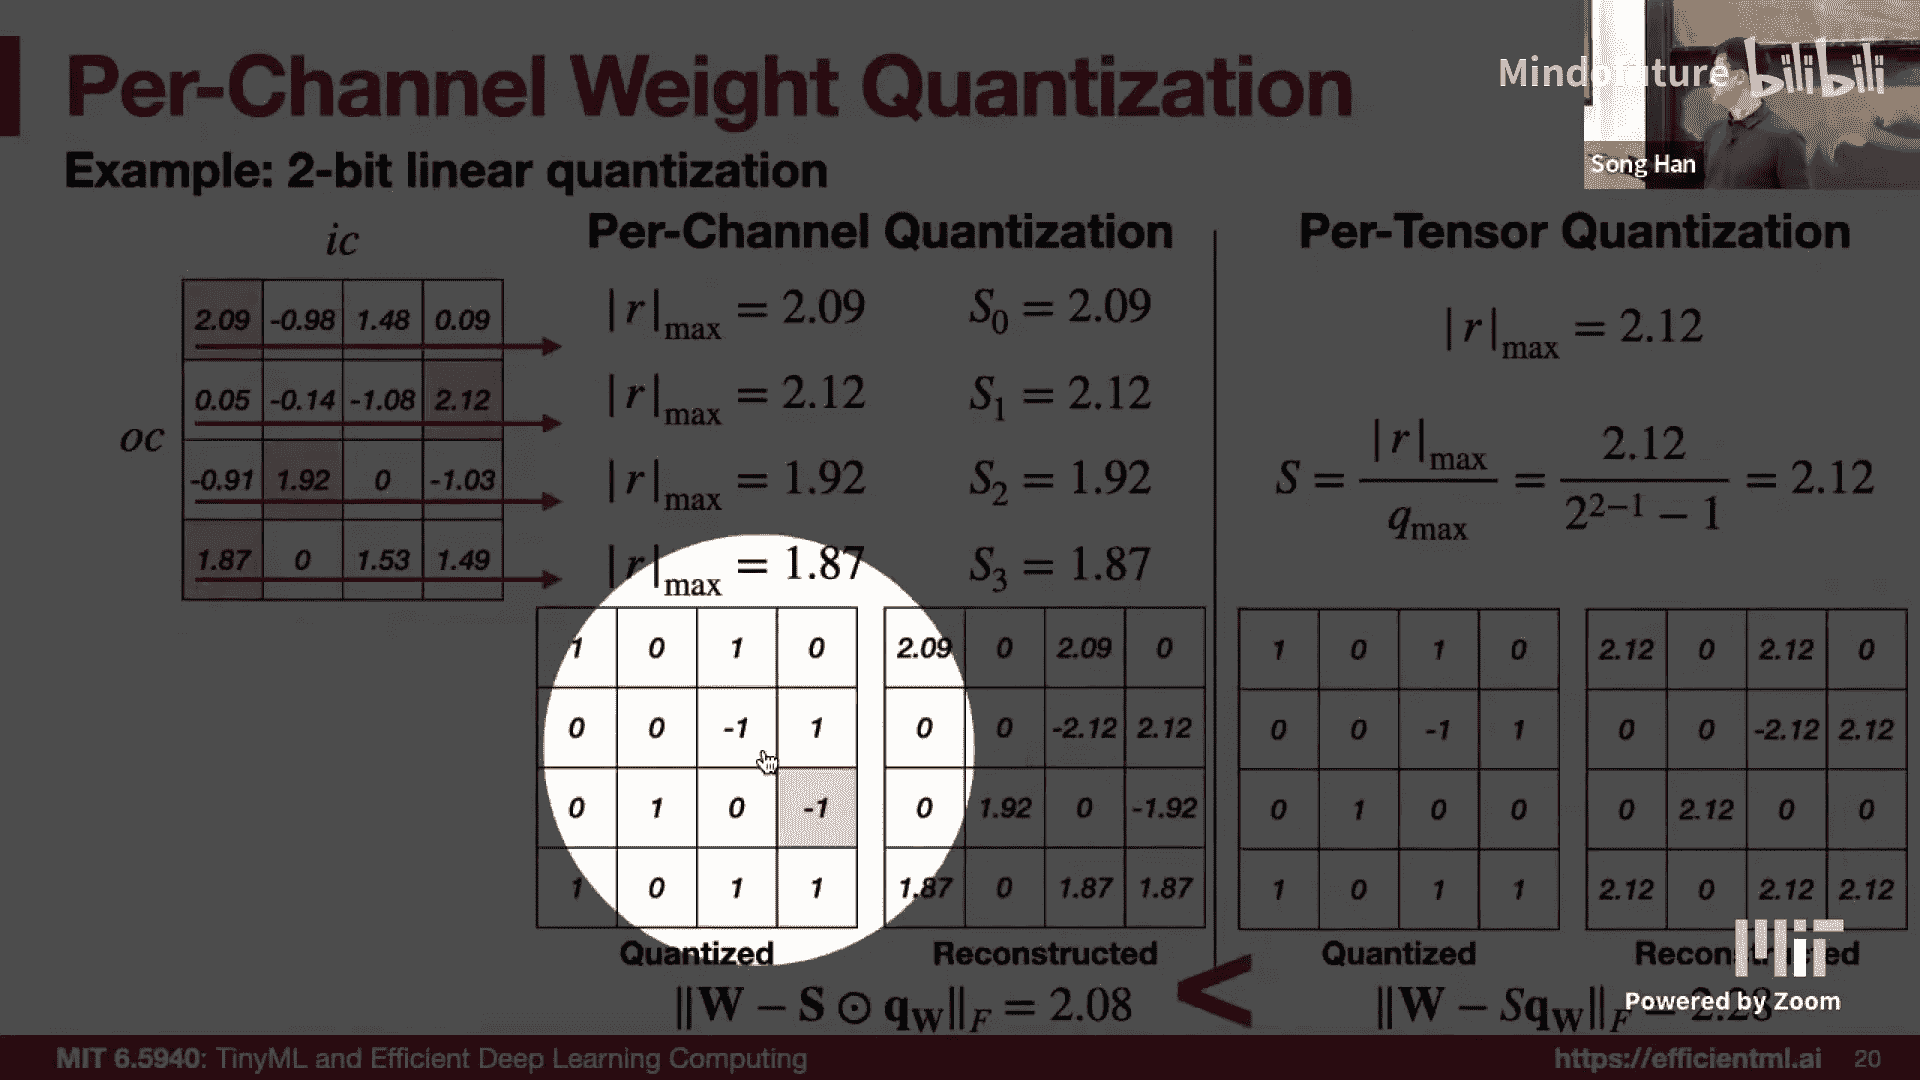 Per-Channel Weight Quantization
Mindofuture bilibili
Song Han
Example: 2-bit linear quantization
ic
oc
2.09 -0.98 1.48 0.09
0.05 -0.14 -1.08 2.12
-0.91 1.92 0 -1.03
1.87 0 1.53 1.49
Per-Channel Quantization
|r|max = 2.09 S0 = 2.09
|r|max = 2.12 S1 = 2.12
|r|max = 1.92 S2 = 1.92
|r|max = 1.87 S3 = 1.87
1 0 1 0
0 0 -1 1
0 1 0 -1
1 0 1 1
Quantized
2.09 0 2.09 0
0 0 -2.12 2.12
0 1.92 0 -1.92
1.87 0 1.87 1.87
Reconstructed
‖W − S ⊙ qW‖F = 2.08
<
Per-Tensor Quantization
|r|max = 2.12
S = |r|max / qmax = 2.12 / 2^(2−1) − 1 = 2.12
1 0 1 0
0 0 -1 1
0 1 0 0
1 0 1 1
Quantized
2.12 0 2.12 0
0 0 -2.12 2.12
0 2.12 0 0
2.12 0 2.12 2.12
Reconstructed
‖W − SqW‖F = 2.28
MIT
Powered by Zoom
MIT 6.5940: TinyML and Efficient Deep Learning Computing
https://efficientml.ai 20